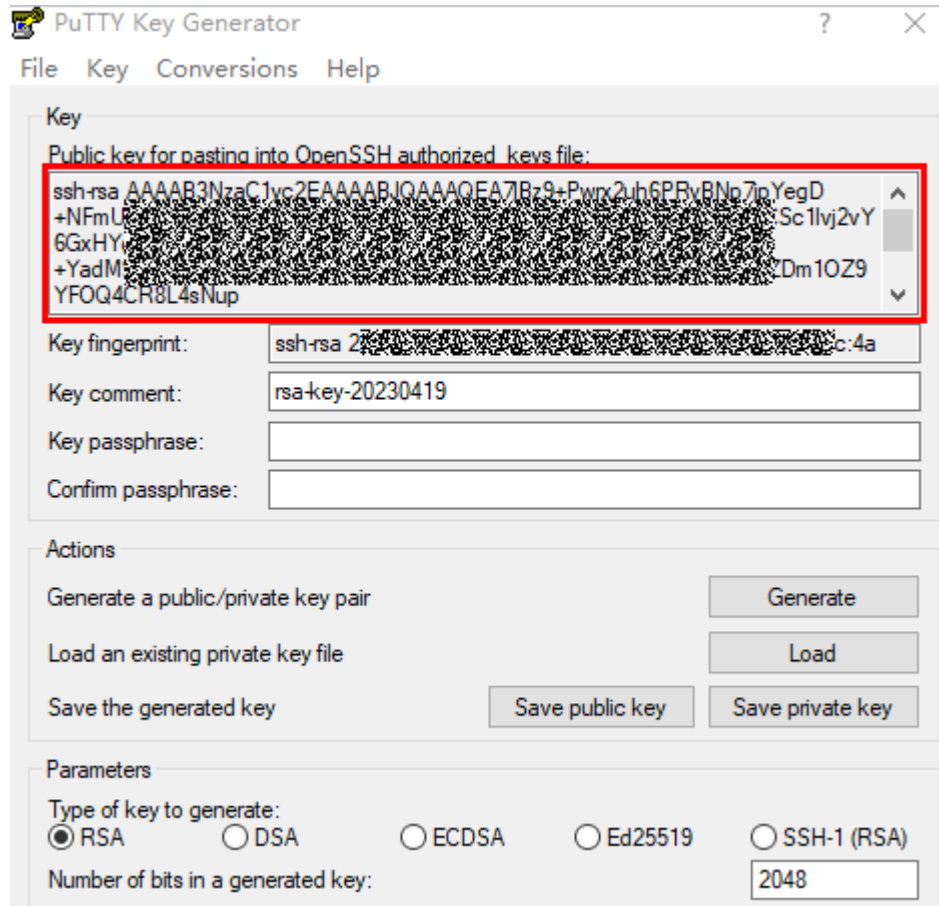 PuTTY Key Generator
File Key Conversions Help
Key
Public key for pasting into OpenSSH authorized_keys file:
ssh-rsa AAAAB3NzaC1yc2EAAAABJQAAAQEA7lBz9+Pwrx2uh6PRvBNp7jpYegD
+NFmU Sc1Ivj2vY
6GxHY
+YadM ZDm1OZ9
YFOQ4CR8L4sNup
Key fingerprint: ssh-rsa 2 c:4a
Key comment: rsa-key-20230419
Key passphrase:
Confirm passphrase:
Actions
Generate a public/private key pair Generate
Load an existing private key file Load
Save the generated key Save public key Save private key
Parameters
Type of key to generate:
RSA DSA ECDSA Ed25519 SSH-1 (RSA)
Number of bits in a generated key: 2048